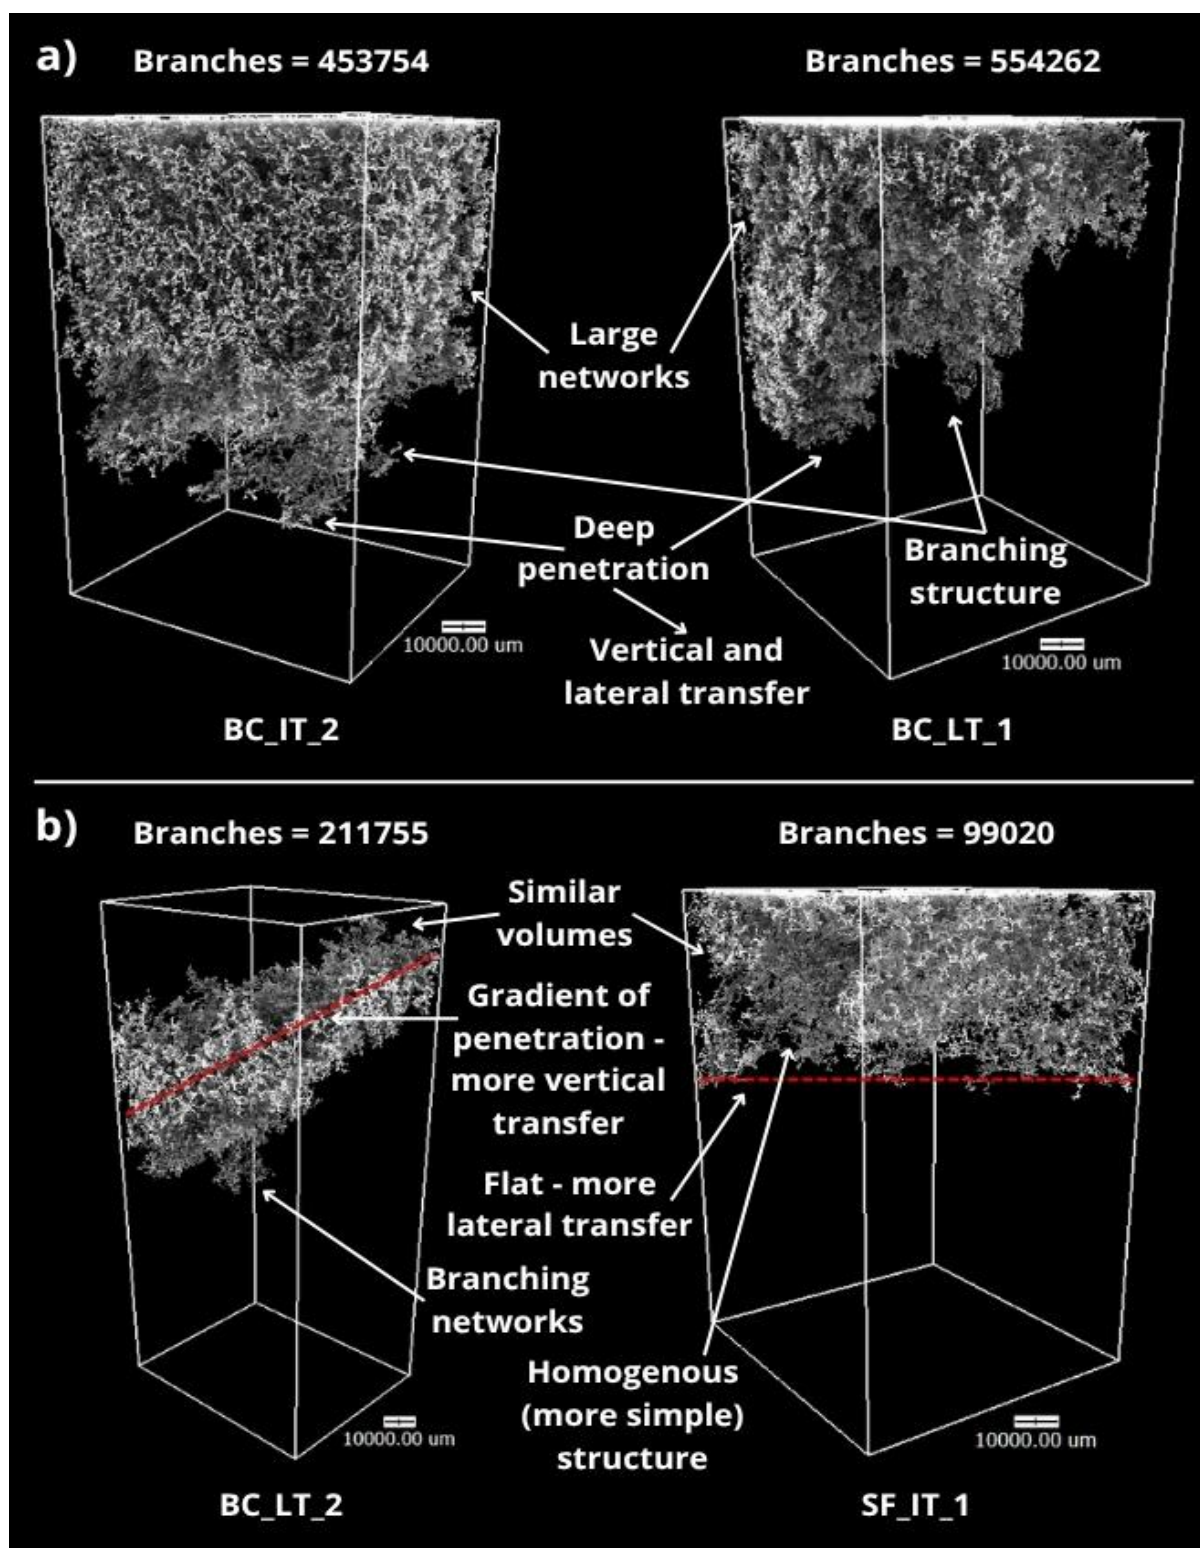 a)
Branches = 453754
Branches = 554262
Large
networks
Deep
penetration
Branching
structure
Vertical and
lateral transfer
10000.00 um
10000.00 um
BC_IT_2
BC_LT_1
b)
Branches = 211755
Branches = 99020
Similar
volumes
Gradient of
penetration -
more vertical
transfer
Flat - more
lateral transfer
Branching
networks
Homogenous
(more simple)
structure
10000.00 um
10000.00 um
BC_LT_2
SF_IT_1